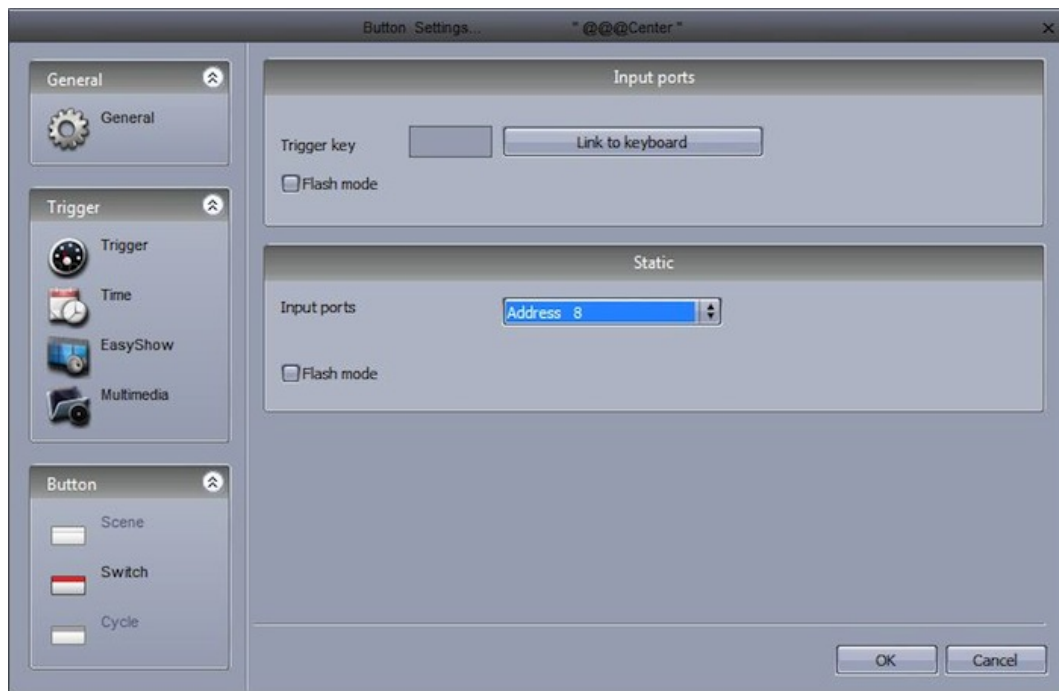 Button Settings... " @@@Center "
General
General
Trigger
Trigger
Time
EasyShow
Multimedia
Button
Scene
Switch
Cycle
Input ports
Trigger key
Link to keyboard
Flash mode
Static
Input ports
Address 8
Flash mode
OK
Cancel